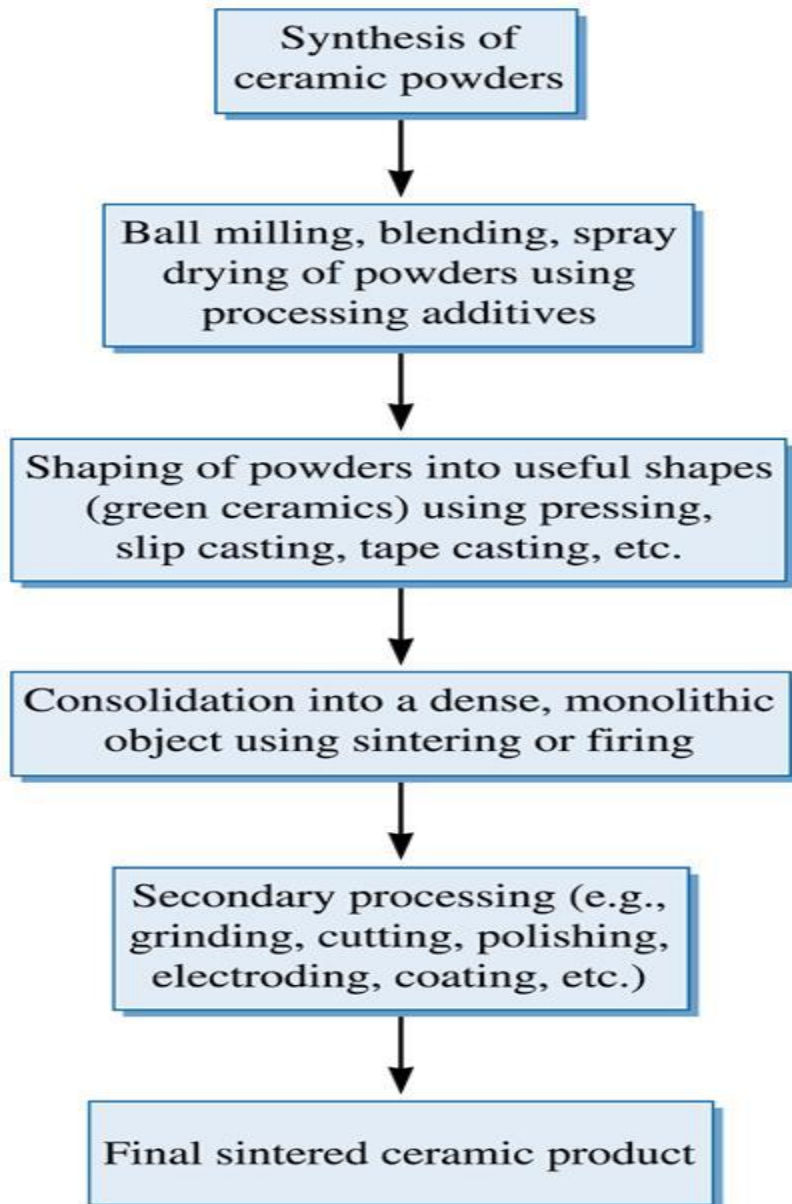 Synthesis of
ceramic powders
Ball milling, blending, spray
drying of powders using
processing additives
Shaping of powders into useful shapes
(green ceramics) using pressing,
slip casting, tape casting, etc.
Consolidation into a dense, monolithic
object using sintering or firing
Secondary processing (e.g.,
grinding, cutting, polishing,
electroding, coating, etc.)
Final sintered ceramic product